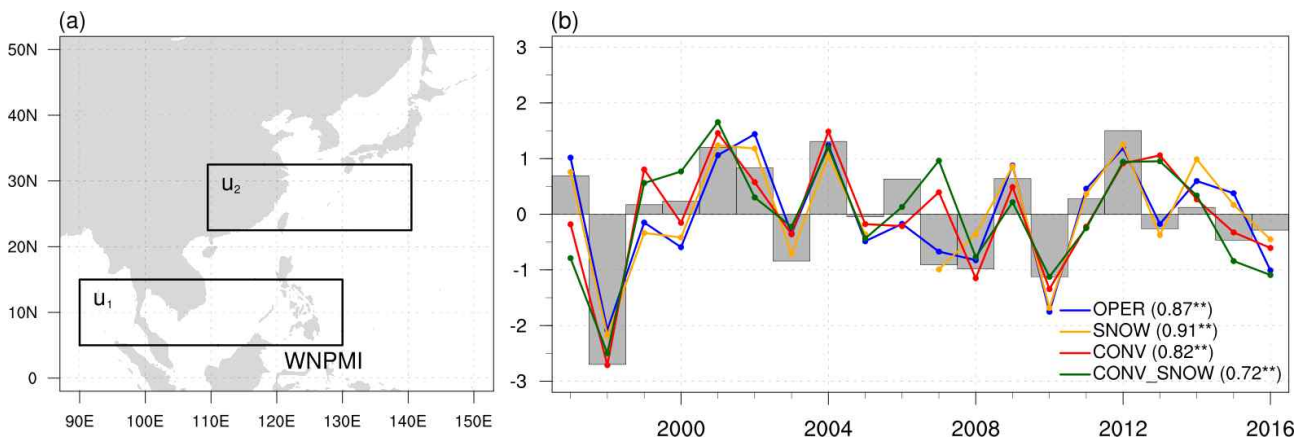 (a)
50N
40N
30N
20N
10N
0
u2
u1
WNPMI
90E 100E 110E 120E 130E 140E 150E
(b)
3
2
1
0
-1
-2
-3
OPER (0.87**)
SNOW (0.91**)
CONV (0.82**)
CONV_SNOW (0.72**)
2000 2004 2008 2012 2016